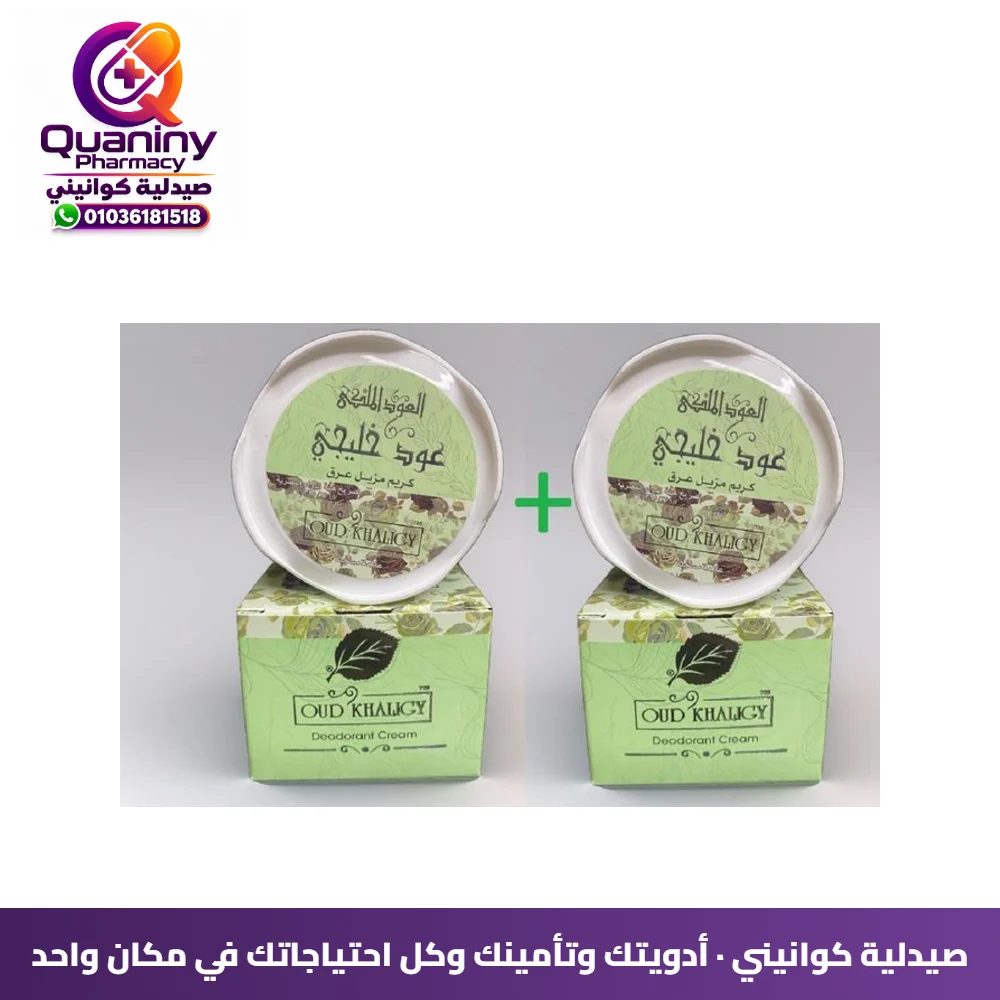 Quaniny
Pharmacy
صيدلية كوانيني
01036181518
العود الملكي
عود خليجي
كريم مزيل عرق
OUD KHALIGY
OUD KHALIGY
Deodorant Cream
+
العود الملكي
عود خليجي
كريم مزيل عرق
OUD KHALIGY
OUD KHALIGY
Deodorant Cream
صيدلية كوانيني · أدويتك وتأمينك وكل احتياجاتك في مكان واحد